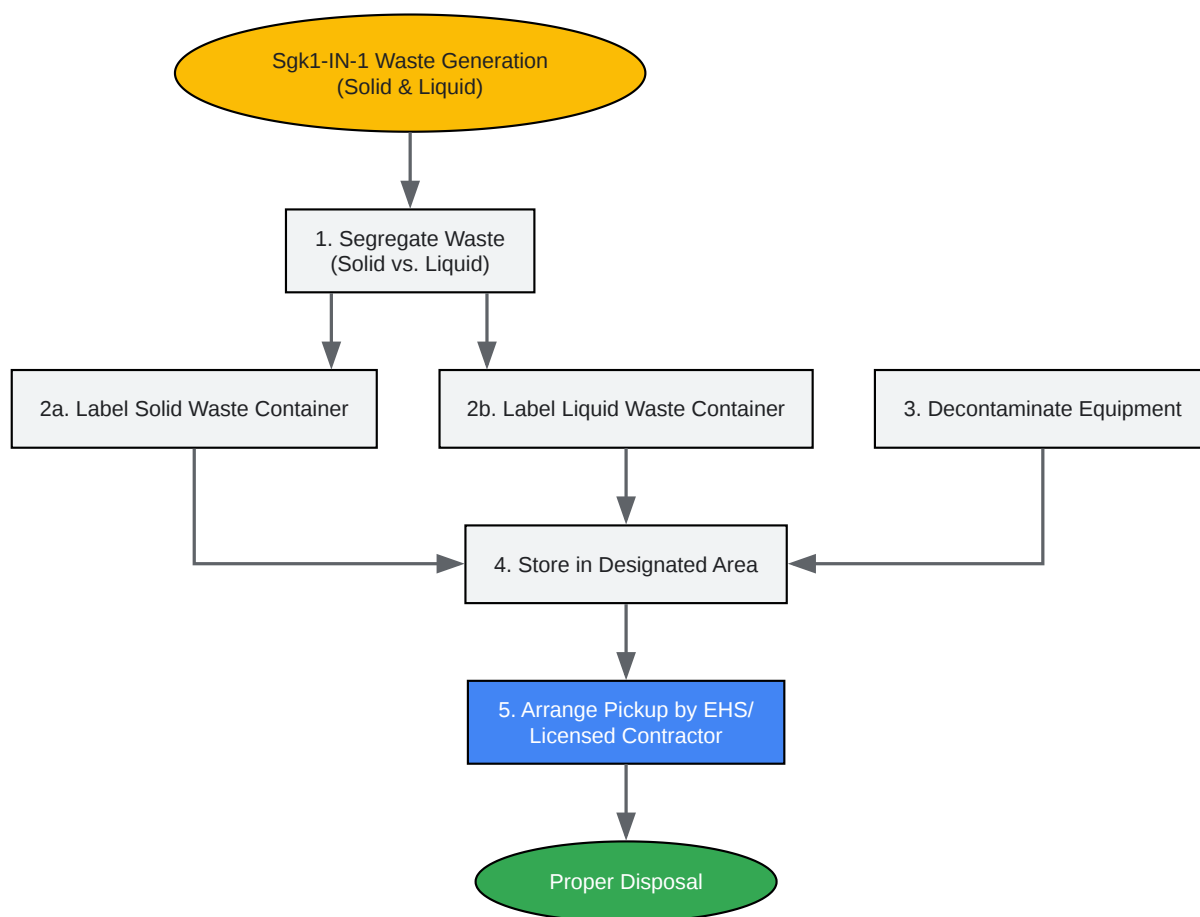 Sgk1-IN-1 Waste Generation
(Solid & Liquid)
1. Segregate Waste
(Solid vs. Liquid)
2a. Label Solid Waste Container
2b. Label Liquid Waste Container
3. Decontaminate Equipment
4. Store in Designated Area
5. Arrange Pickup by EHS/
Licensed Contractor
Proper Disposal